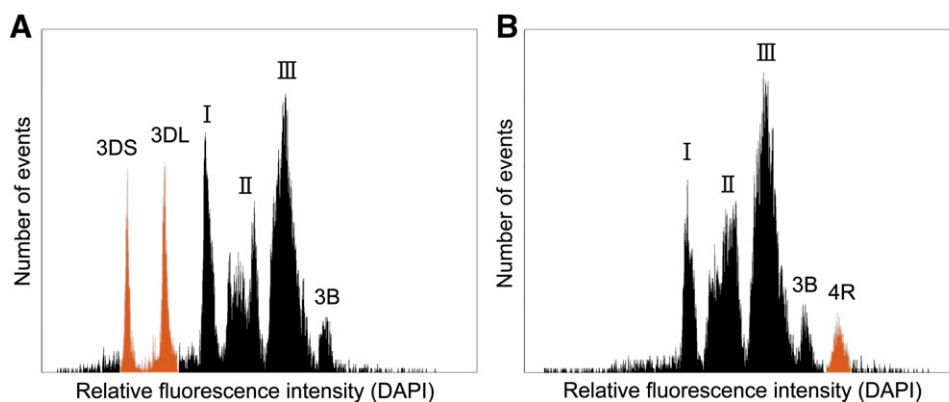 A
Number of events
3DS
3DL
I
II
III
3B
Relative fluorescence intensity (DAPI)
B
Number of events
I
II
III
3B
4R
Relative fluorescence intensity (DAPI)